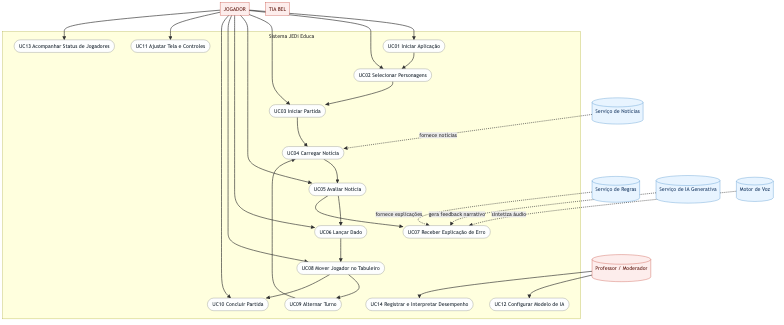 JOGADOR
TIA BEL
Sistema JEDI Educa
UC13 Acompanhar Status de Jogadores
UC11 Ajustar Tela e Controles
UC01 Iniciar Aplicação
UC02 Selecionar Personagens
UC03 Iniciar Partida
Serviço de Notícias
fornece notícias
UC04 Carregar Notícia
UC05 Avaliar Notícia
Serviço de Regras
Serviço de IA Generativa
Motor de Voz
fornece explicações
gera feedback narrativo
sintetiza áudio
UC06 Lançar Dado
UC07 Receber Explicação de Erro
UC08 Mover Jogador no Tabuleiro
Professor / Moderador
UC10 Concluir Partida
UC09 Alternar Turno
UC14 Registrar e Interpretar Desempenho
UC12 Configurar Modelo de IA